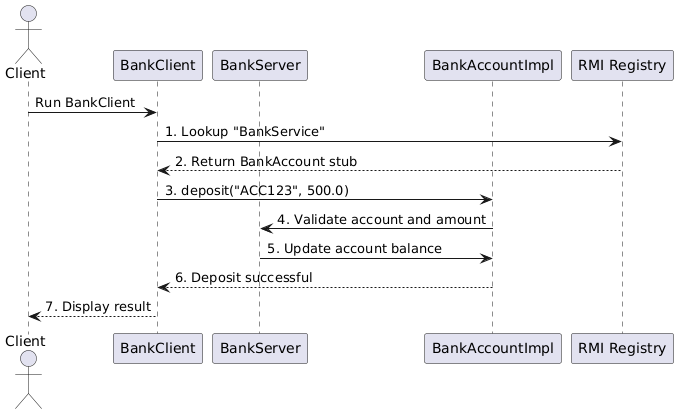 Client
BankClient
BankServer
BankAccountImpl
RMI Registry
Run BankClient
1. Lookup "BankService"
2. Return BankAccount stub
3. deposit("ACC123", 500.0)
4. Validate account and amount
5. Update account balance
6. Deposit successful
7. Display result
Client
BankClient
BankServer
BankAccountImpl
RMI Registry